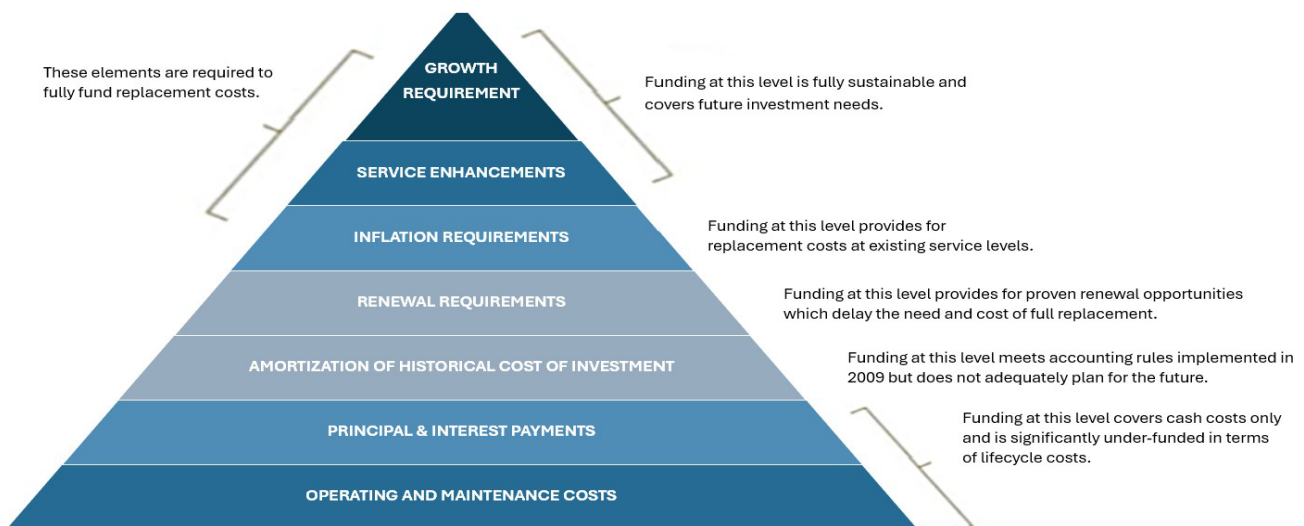 These elements are required to
fully fund replacement costs.
GROWTH
REQUIREMENT
Funding at this level is fully sustainable and
covers future investment needs.
SERVICE ENHANCEMENTS
INFLATION REQUIREMENTS
Funding at this level provides for
replacement costs at existing service levels.
RENEWAL REQUIREMENTS
Funding at this level provides for proven renewal opportunities
which delay the need and cost of full replacement.
AMORTIZATION OF HISTORICAL COST OF INVESTMENT
Funding at this level meets accounting rules implemented in
2009 but does not adequately plan for the future.
PRINCIPAL & INTEREST PAYMENTS
Funding at this level covers cash costs only
and is significantly under-funded in terms
of lifecycle costs.
OPERATING AND MAINTENANCE COSTS